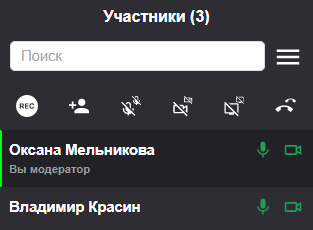 Участники (3)
Поиск
REC
Оксана Мельникова
Вы модератор
Владимир Красин